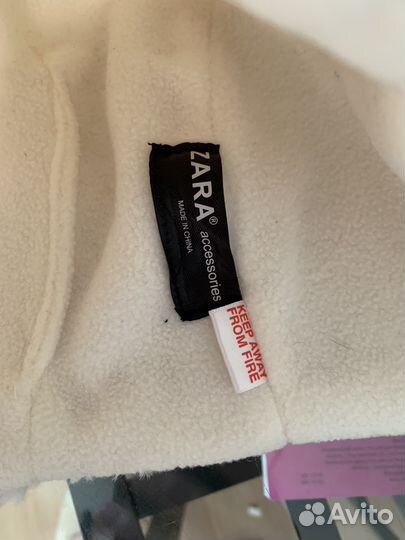 ZARA® accessories
MADE IN CHINA
KEEP AWAY
FROM FIRE
Avito